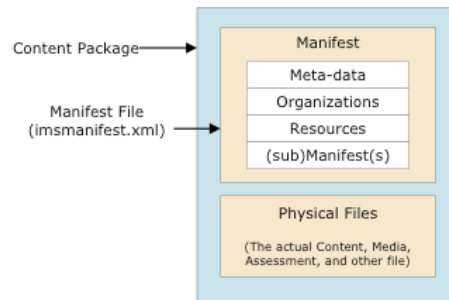 Content Package
Manifest File
(imsmanifest.xml)
Manifest
Meta-data
Organizations
Resources
(sub)Manifest(s)
Physical Files
(The actual Content, Media,
Assessment, and other file)